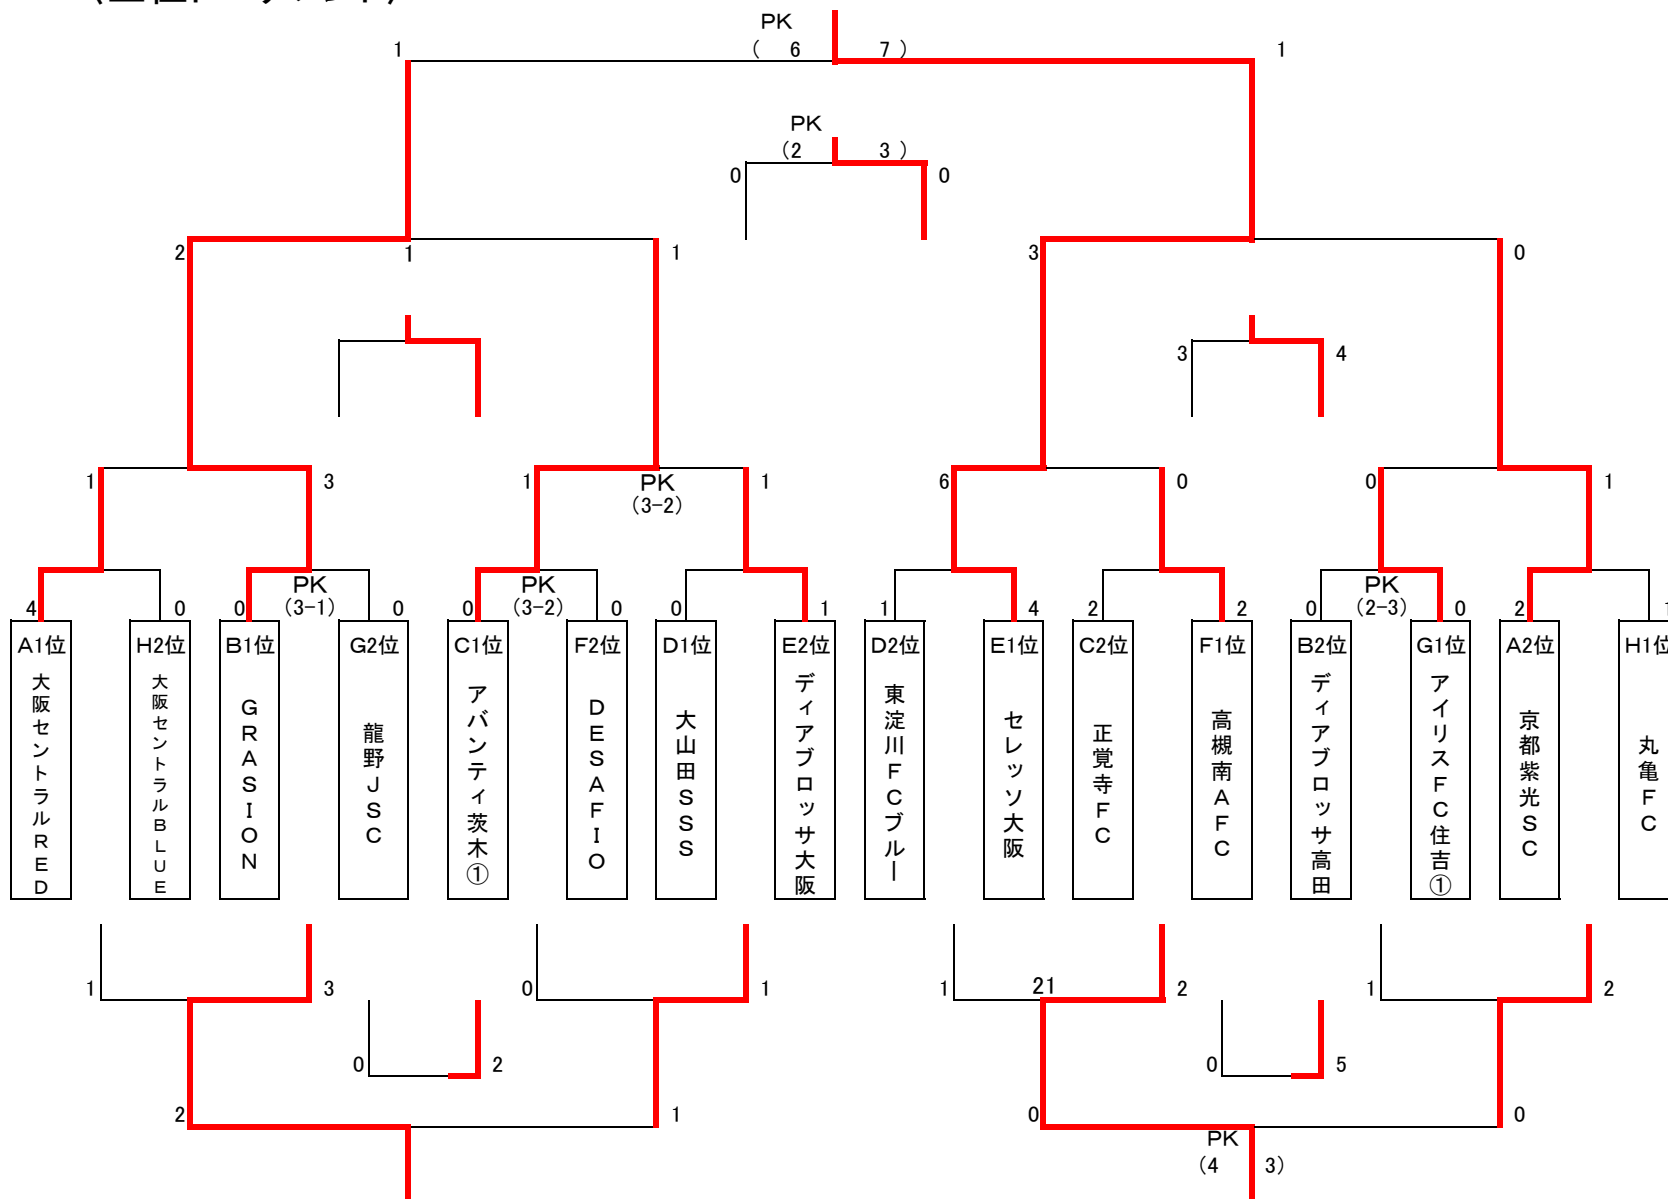 PK
( 6 7 )
1 1
PK
(2 3 )
0 0
2 1 1 3 0
3 4
1 3 1 PK 1 6 0 0 1
(3-2)
PK PK PK
4 0 0 (3-1) 0 0 (3-2) 0 0 1 1 4 2 2 0 (2-3) 0 2 1
A1位 H2位 B1位 G2位 C1位 F2位 D1位 E2位 D2位 E1位 C2位 F1位 B2位 G1位 A2位 H1位
大阪セントラルRED
大阪セントラルBLUE
GRASION
龍野JSC
アバンティ茨木①
DESAFIO
大山田SSS
ディアブロッサ大阪
東淀川FCブルー
セレッソ大阪
正覚寺FC
高槻南AFC
ディアブロッサ高田
アイリスFC住吉①
京都紫光SC
丸亀FC
1 3 0 1 1 21 2 1 2
0 2 0 5
2 1 0 0
PK
(4 3)